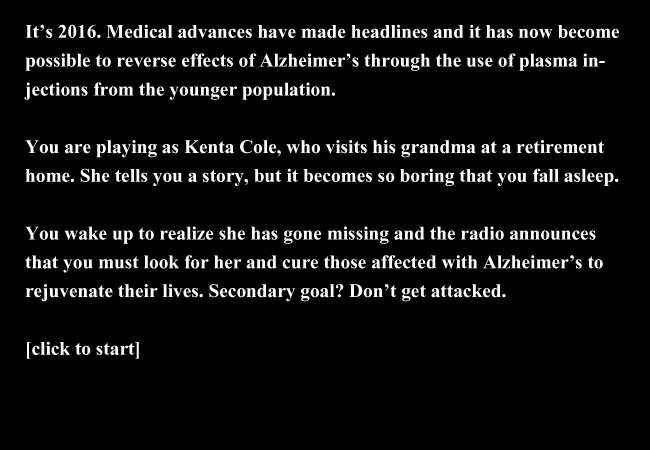 It’s 2016. Medical advances have made headlines and it has now become
possible to reverse effects of Alzheimer’s through the use of plasma in-
jections from the younger population.
You are playing as Kenta Cole, who visits his grandma at a retirement
home. She tells you a story, but it becomes so boring that you fall asleep.
You wake up to realize she has gone missing and the radio announces
that you must look for her and cure those affected with Alzheimer’s to
rejuvenate their lives. Secondary goal? Don’t get attacked.
[click to start]